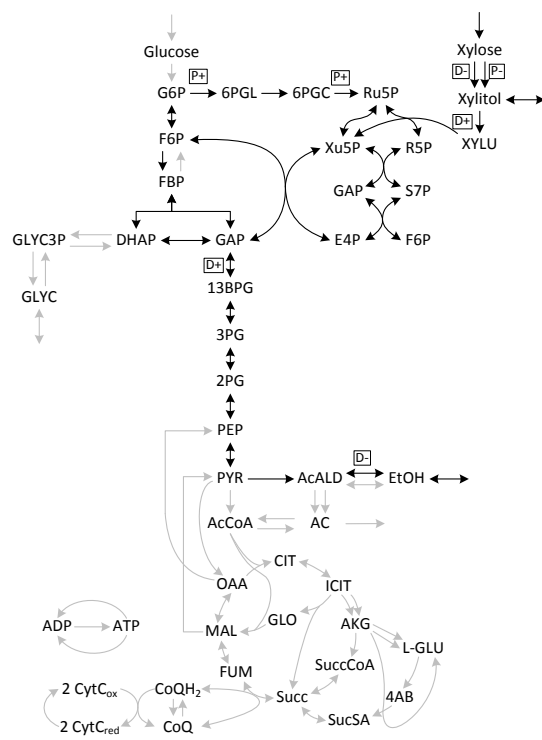 Glucose
Xylose
P+
P+
D-
P-
G6P
6PGL
6PGC
Ru5P
Xylitol
D+
F6P
Xu5P
R5P
XYLU
FBP
GAP
S7P
GLYC3P
DHAP
GAP
E4P
F6P
D+
13BPG
GLYC
3PG
2PG
PEP
D-
PYR
AcALD
EtOH
AcCoA
AC
CIT
OAA
ICIT
GLO
ADP
ATP
MAL
AKG
L-GLU
SuccCoA
FUM
2 CytCox
CoQH2
Succ
4AB
2 CytCred
CoQ
SucSA